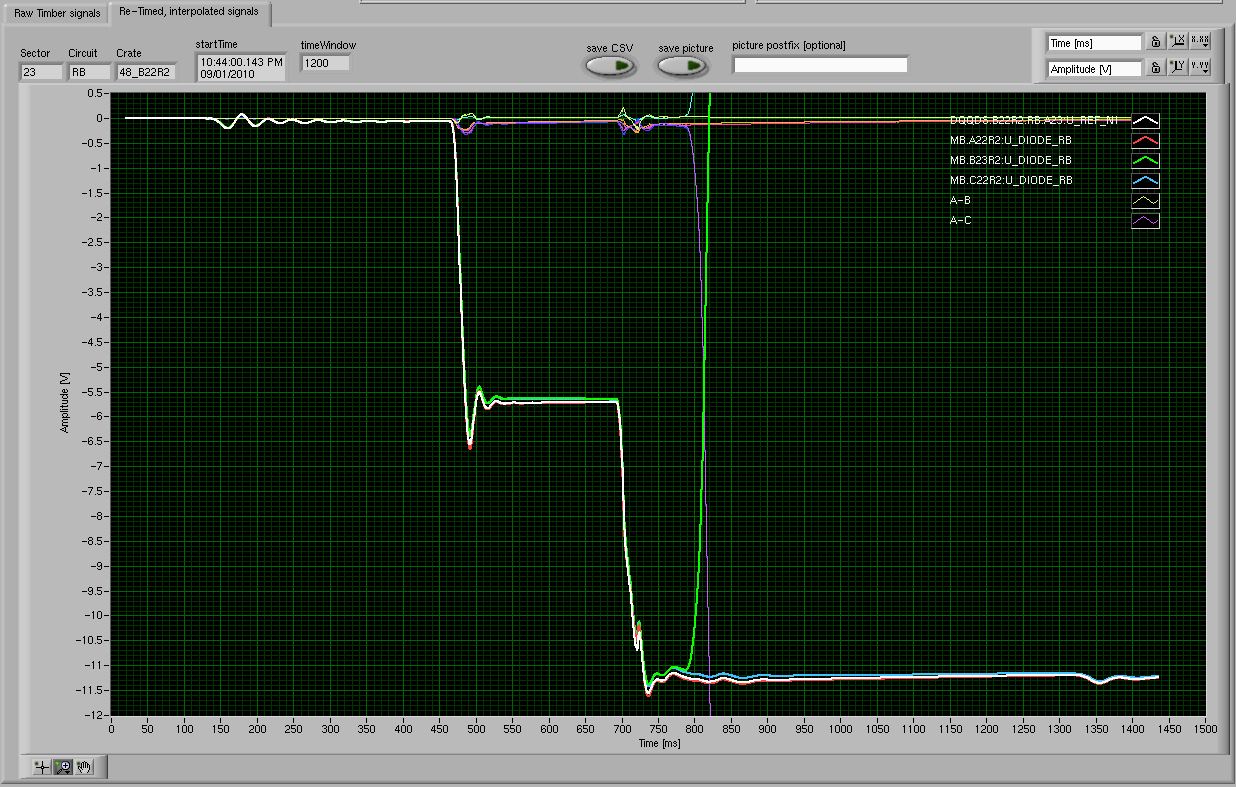 Raw Timber signals Re-Timed, interpolated signals
Sector Circuit Crate startTime timeWindow save CSV save picture picture postfix [optional]
23 RB 48_B22R2 10:44:00.143 PM 1200
09/01/2010
Time [ms] X.XX
Amplitude [V] Y.YY
0.5
0
DQQDS.B22R2.RB.A23:U_REF_N1
-0.5
MB.A22R2:U_DIODE_RB
MB.B23R2:U_DIODE_RB
-1
MB.C22R2:U_DIODE_RB
-1.5
A-B
-2
A-C
-2.5
-3
-3.5
-4
-4.5
-5
-5.5
-6
-6.5
-7
-7.5
-8
-8.5
-9
-9.5
-10
-10.5
-11
-11.5
-12
Amplitude [V]
0 50 100 150 200 250 300 350 400 450 500 550 600 650 700 750 800 850 900 950 1000 1050 1100 1150 1200 1250 1300 1350 1400 1450 1500
Time [ms]